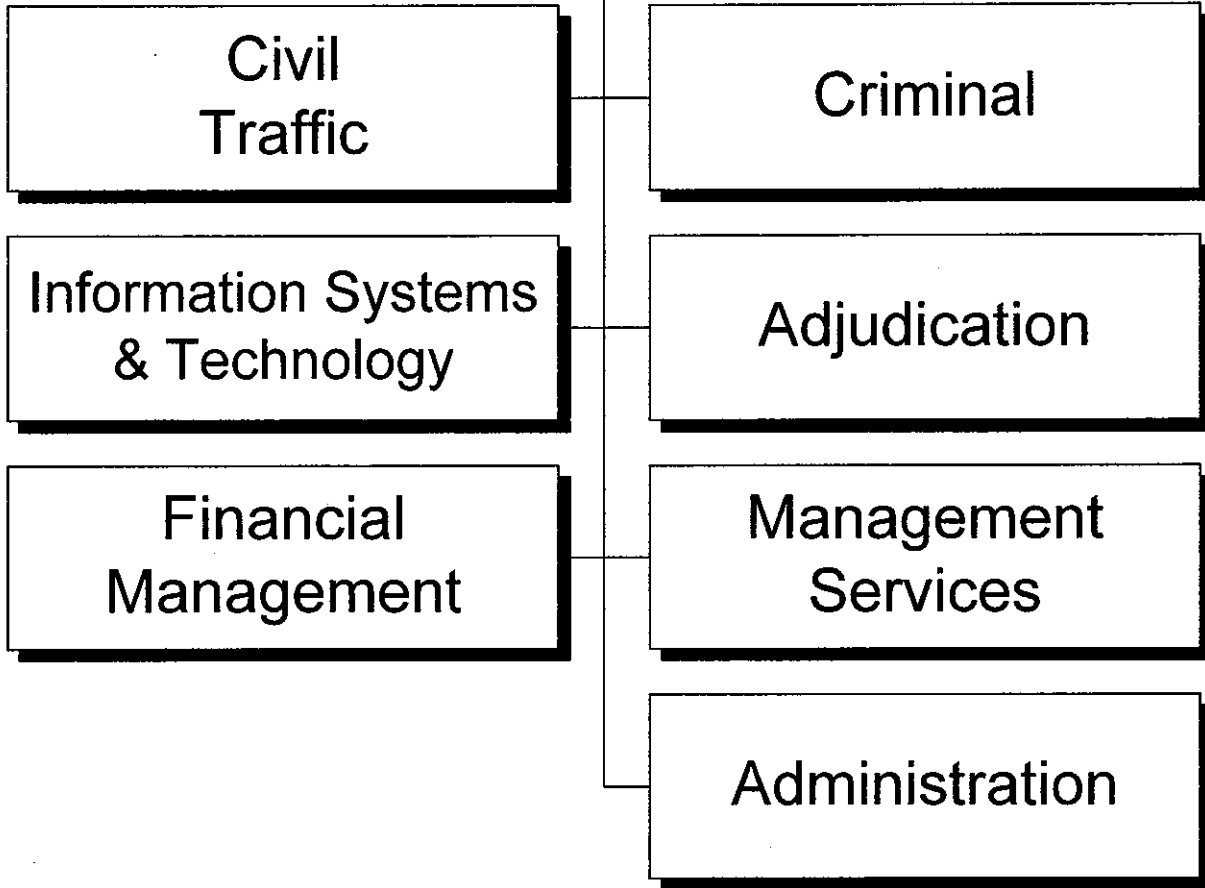 Civil
Traffic
Criminal
Information Systems
& Technology
Adjudication
Financial
Management
Management
Services
Administration